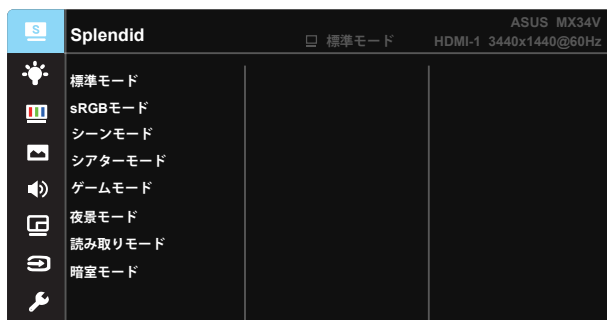 S
Splendid
標準モード
ASUS MX34V
HDMI-1 3440x1440@60Hz
標準モード
sRGBモード
シーンモード
シアターモード
ゲームモード
夜景モード
読み取りモード
暗室モード